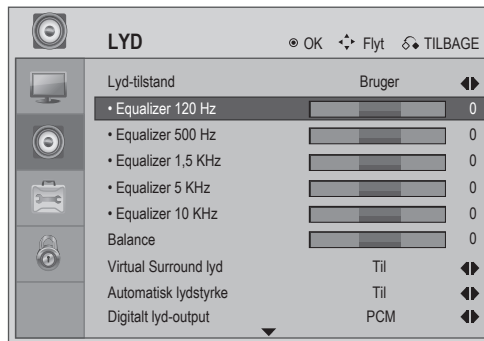 LYD OK Flyt TILBAGE
Lyd-tilstand Bruger
• Equalizer 120 Hz 0
• Equalizer 500 Hz 0
• Equalizer 1,5 KHz 0
• Equalizer 5 KHz 0
• Equalizer 10 KHz 0
Balance 0
Virtual Surround lyd Til
Automatisk lydstyrke Til
Digitalt lyd-output PCM